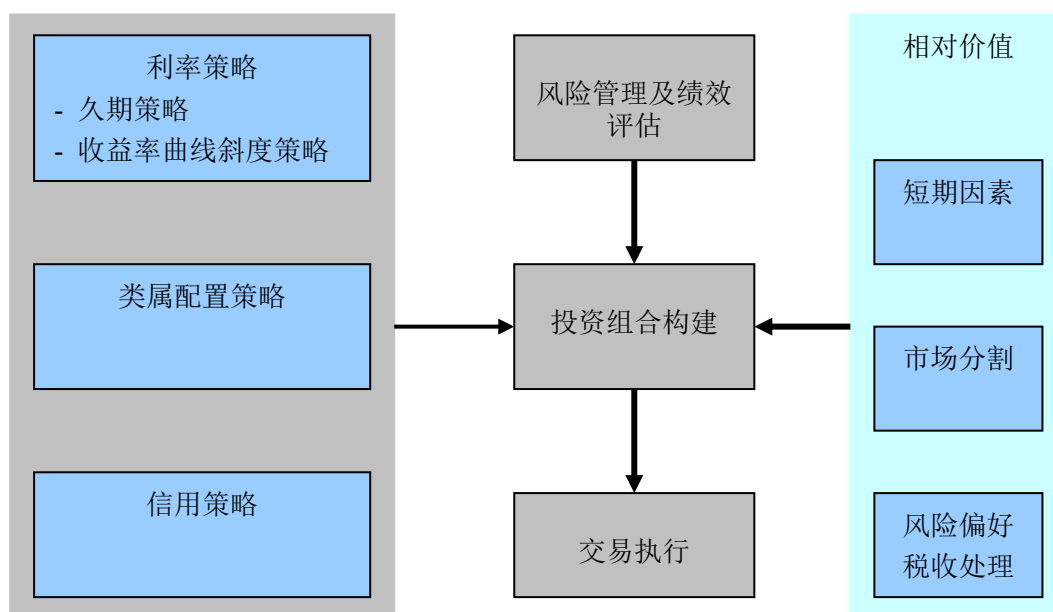 利率策略
- 久期策略
- 收益率曲线斜度策略
类属配置策略
信用策略
风险管理及绩效
评估
投资组合构建
交易执行
相对价值
短期因素
市场分割
风险偏好
税收处理